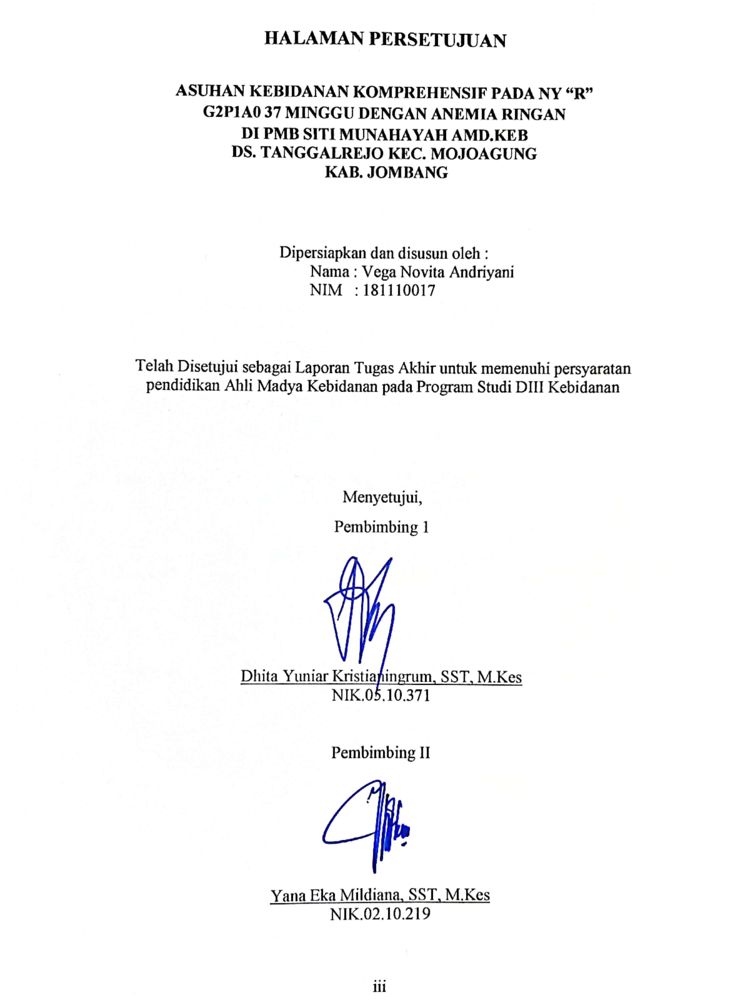 HALAMAN PERSETUJUAN
ASUHAN KEBIDANAN KOMPREHENSIF PADA NY “R”
G2P1A0 37 MINGGU DENGAN ANEMIA RINGAN
DI PMB SITI MUNAHAYAH AMD.KEB
DS. TANGGALREJO KEC. MOJOAGUNG
KAB. JOMBANG
Dipersiapkan dan disusun oleh :
Nama : Vega Novita Andriyani
NIM : 181110017
Telah Disetujui sebagai Laporan Tugas Akhir untuk memenuhi persyaratan
pendidikan Ahli Madya Kebidanan pada Program Studi DIII Kebidanan
Menyetujui,
Pembimbing 1
Dhita Yuniar Kristianingrum, SST, M.Kes
NIK.05.10.371
Pembimbing II
Yana Eka Mildiana, SST, M.Kes
NIK.02.10.219
iii